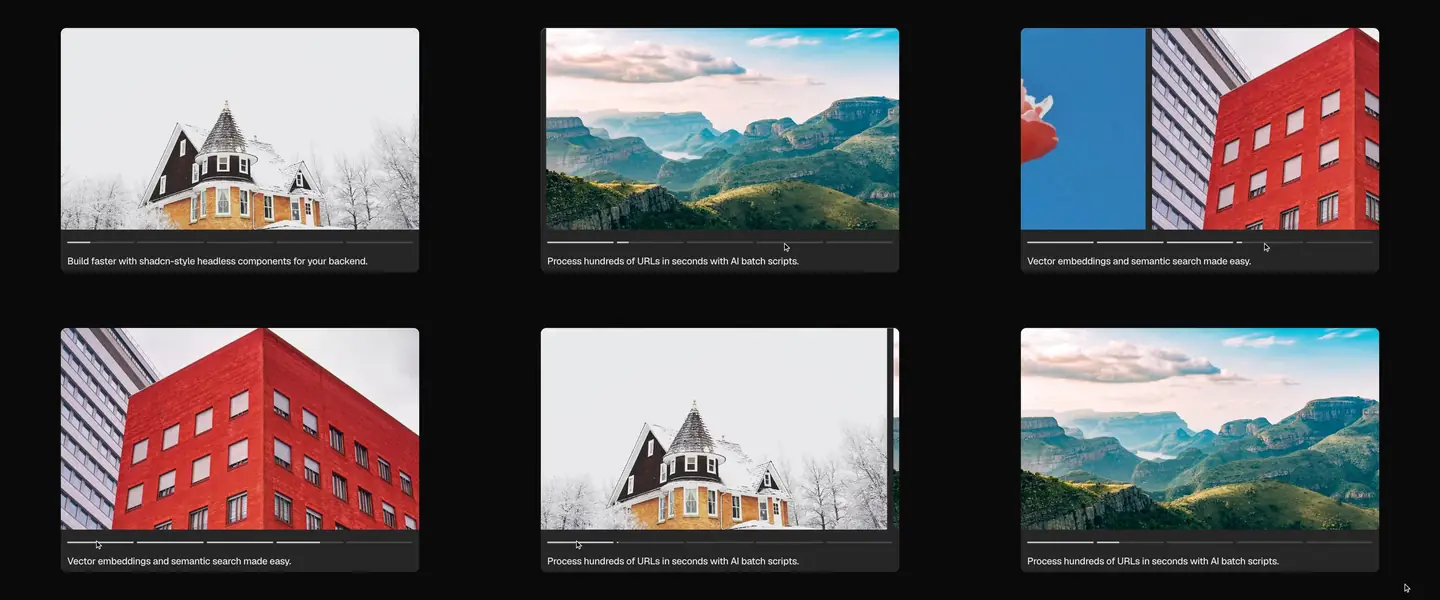 Build faster with shadcn-style headless components for your backend.
Process hundreds of URLs in seconds with AI batch scripts.
Vector embeddings and semantic search made easy.
Vector embeddings and semantic search made easy.
Process hundreds of URLs in seconds with AI batch scripts.
Process hundreds of URLs in seconds with AI batch scripts.